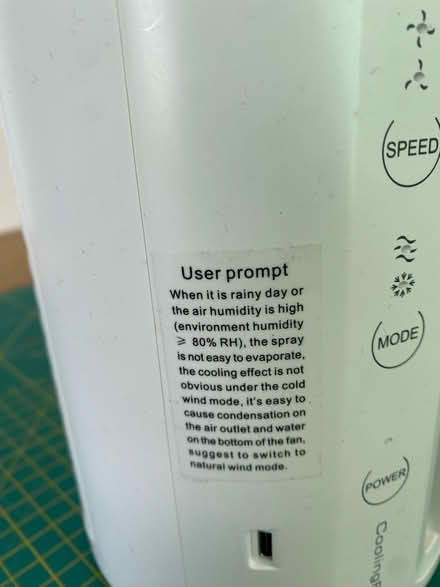 SPEED
User prompt
When it is rainy day or
the air humidity is high
(environment humidity
⩾ 80% RH), the spray
is not easy to evaporate,
the cooling effect is not
obvious under the cold
wind mode, it's easy to
cause condensation on
the air outlet and water
on the bottom of the fan,
suggest to switch to
natural wind mode.
MODE
POWER